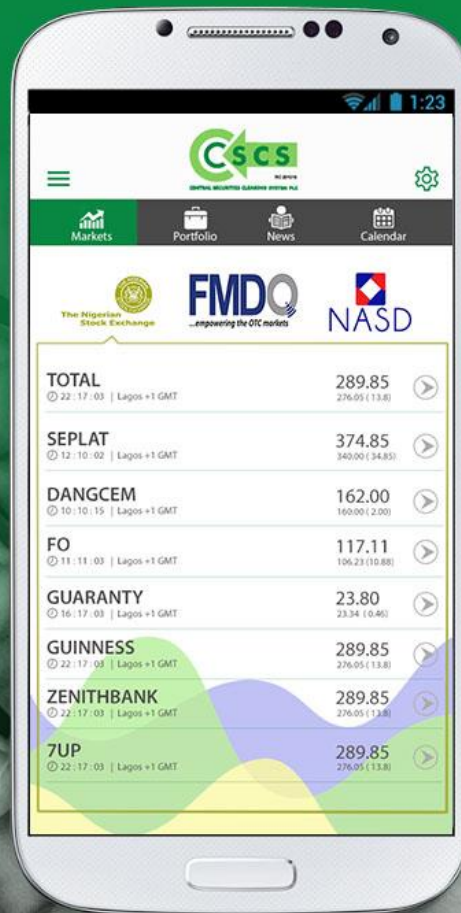 1:23
CSCS
CENTRAL SECURITIES CLEARING SYSTEM PLC
Markets
Portfolio
News
Calendar
The Nigerian
Stock Exchange
FMDQ
...empowering the OTC markets
NASD
TOTAL
289.85
22 : 17 : 03 | Lagos +1 GMT
276.05 ( 13.8)
SEPLAT
374.85
12 : 10 : 02 | Lagos +1 GMT
340.00 ( 34.85)
DANGCEM
162.00
10 : 10 : 15 | Lagos +1 GMT
160.00 ( 2.00)
FO
117.11
11 : 11 : 03 | Lagos +1 GMT
106.23 (10.88)
GUARANTY
23.80
16 : 17 : 03 | Lagos +1 GMT
23.34 ( 0.46)
GUINNESS
289.85
22 : 17 : 03 | Lagos +1 GMT
276.05 ( 13.8)
ZENITHBANK
289.85
22 : 17 : 03 | Lagos +1 GMT
276.05 ( 13.8)
7UP
289.85
22 : 17 : 03 | Lagos +1 GMT
276.05 ( 13.8)